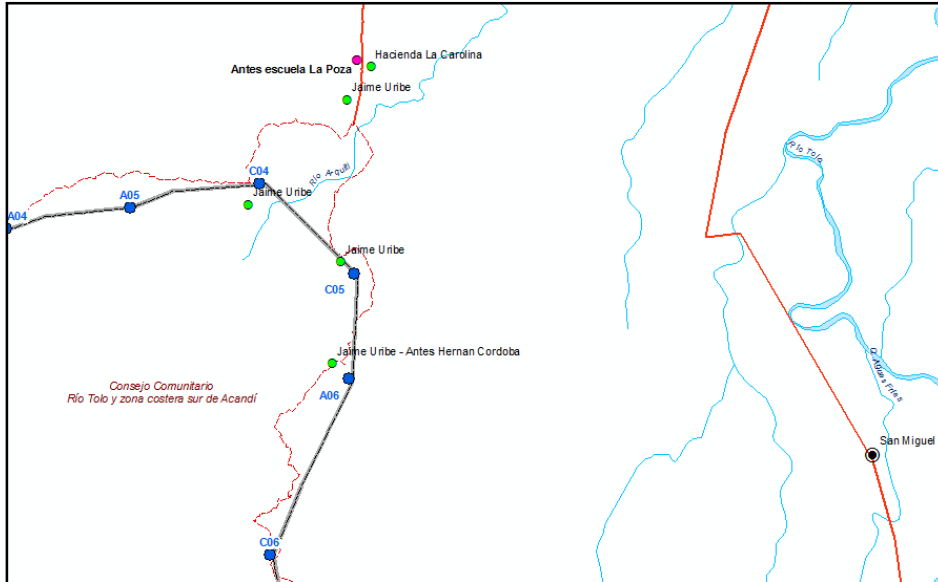 Hacienda La Carolina
Antes escuela La Poza
Jaime Uribe
Río Tolo
Río Arquití
C04
A05
Jaime Uribe
A04
Jaime Uribe
C05
Jaime Uribe - Antes Hernan Cordoba
A06
Consejo Comunitario
Río Tolo y zona costera sur de Acandí
Q. Aguas Frías
San Miguel
C06